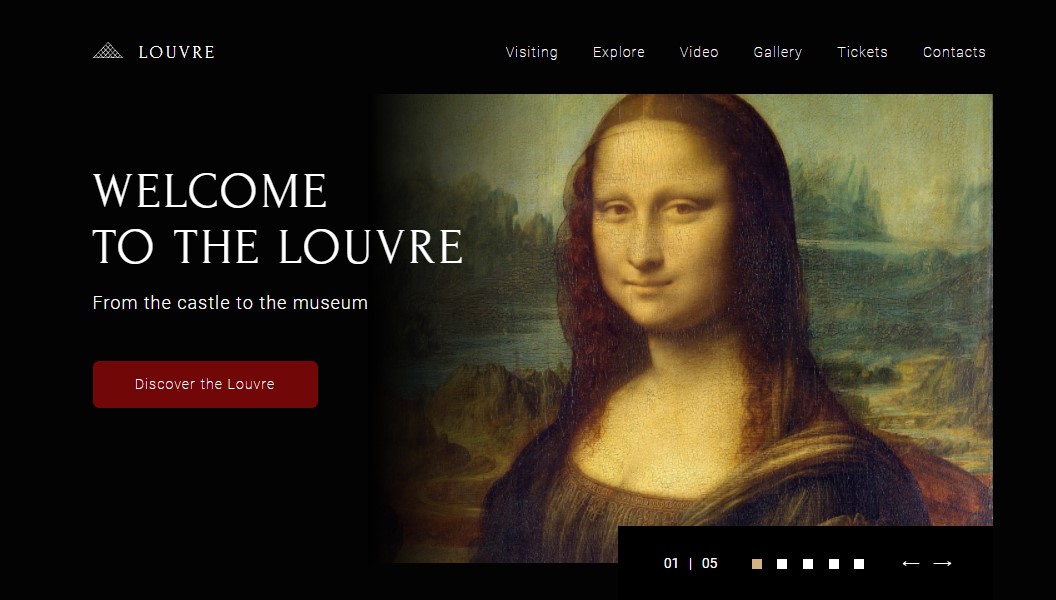 LOUVRE
Visiting Explore Video Gallery Tickets Contacts
WELCOME
TO THE LOUVRE
From the castle to the museum
Discover the Louvre
01 | 05